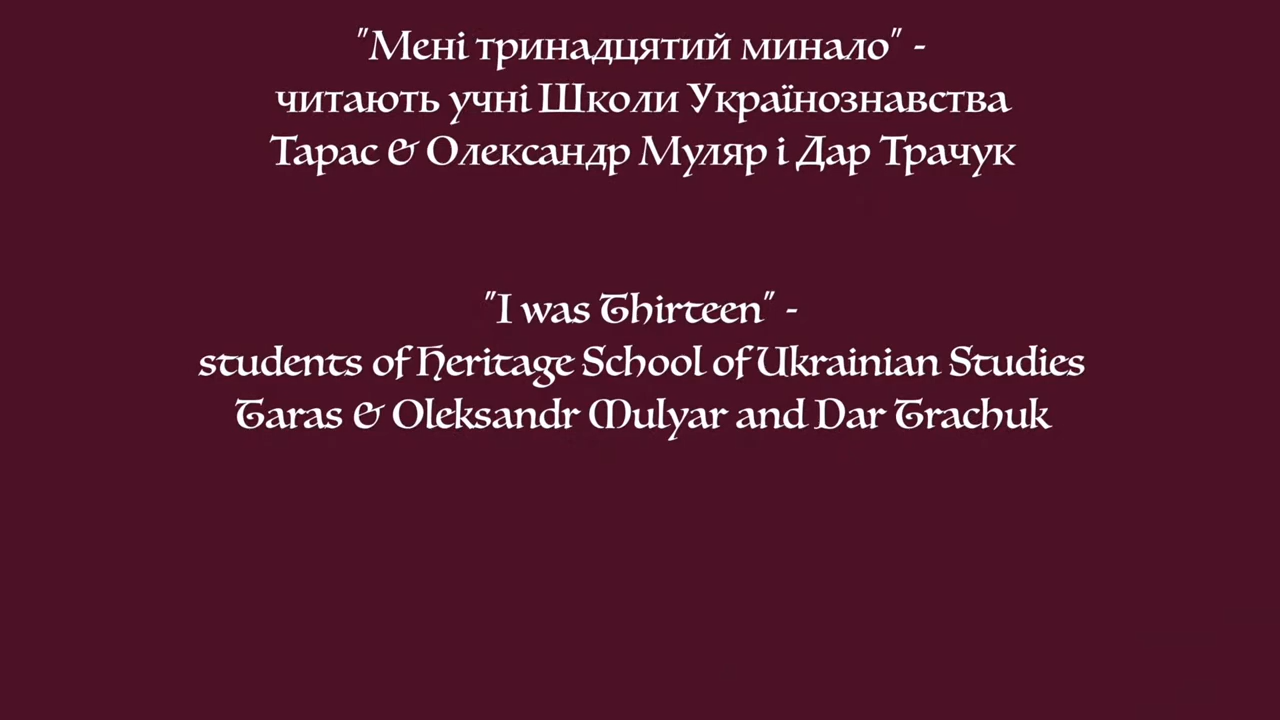 "Мені тринадцятий минало" -
читають учні Школи Українознавства
Тарас & Олександр Муляр і Дар Трачук
"I was Thirteen" -
students of Heritage School of Ukrainian Studies
Taras & Oleksandr Mulyar and Dar Trachuk